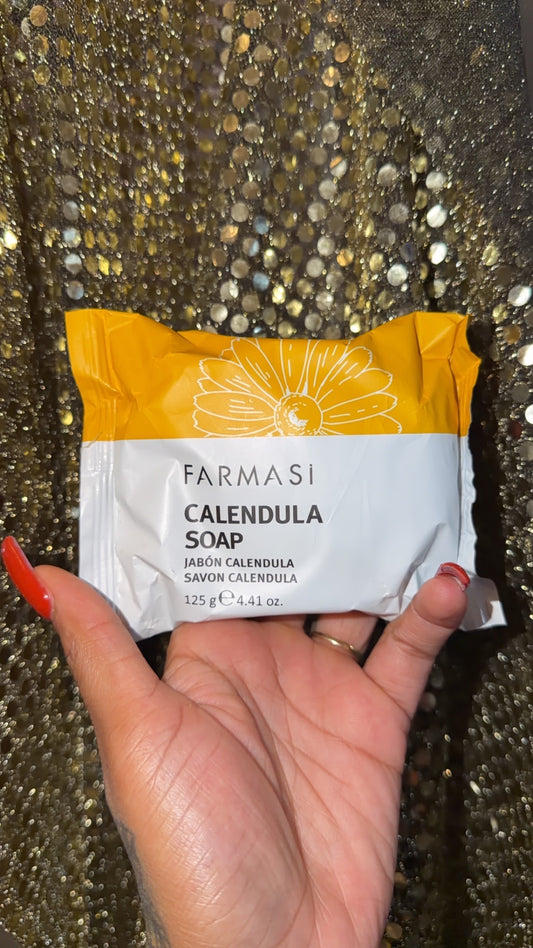 FARMASi
CALENDULA
SOAP
JABÓN CALENDULA
SAVON CALENDULA
125 g ℮ 4.41 oz.